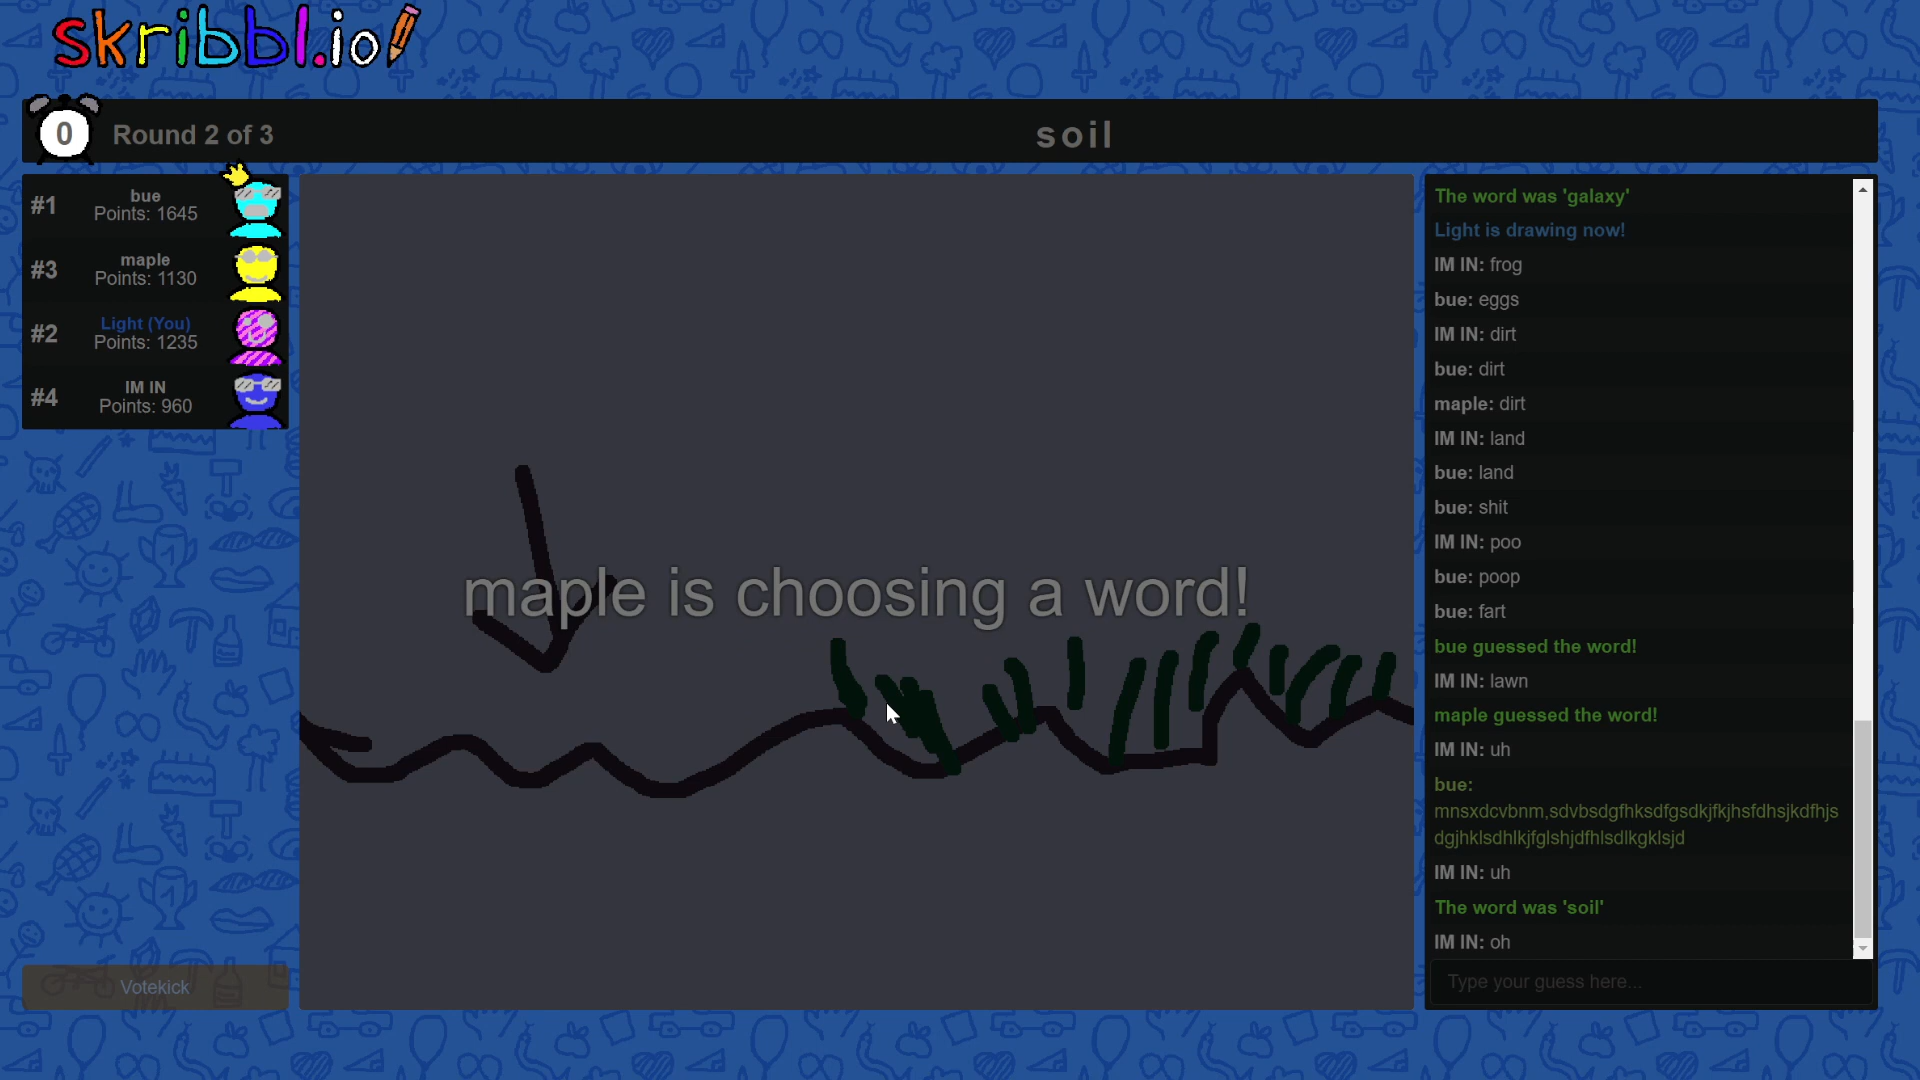 skribbl.io
0
Round 2 of 3
soil
#1
bue
Points: 1645
#3
maple
Points: 1130
#2
Light (You)
Points: 1235
#4
IM IN
Points: 960
Votekick
maple is choosing a word!
The word was 'galaxy'
Light is drawing now!
IM IN: frog
bue: eggs
IM IN: dirt
bue: dirt
maple: dirt
IM IN: land
bue: land
bue: shit
IM IN: poo
bue: poop
bue: fart
bue guessed the word!
IM IN: lawn
maple guessed the word!
IM IN: uh
bue:
mnsxdcvbnm,sdvbsdgfhksdfgsdkjfkjhsfdhsjkdfhjs
dgjhklsdhlkjfglshjdfhlsdlkgklsjd
IM IN: uh
The word was 'soil'
IM IN: oh
Type your guess here...